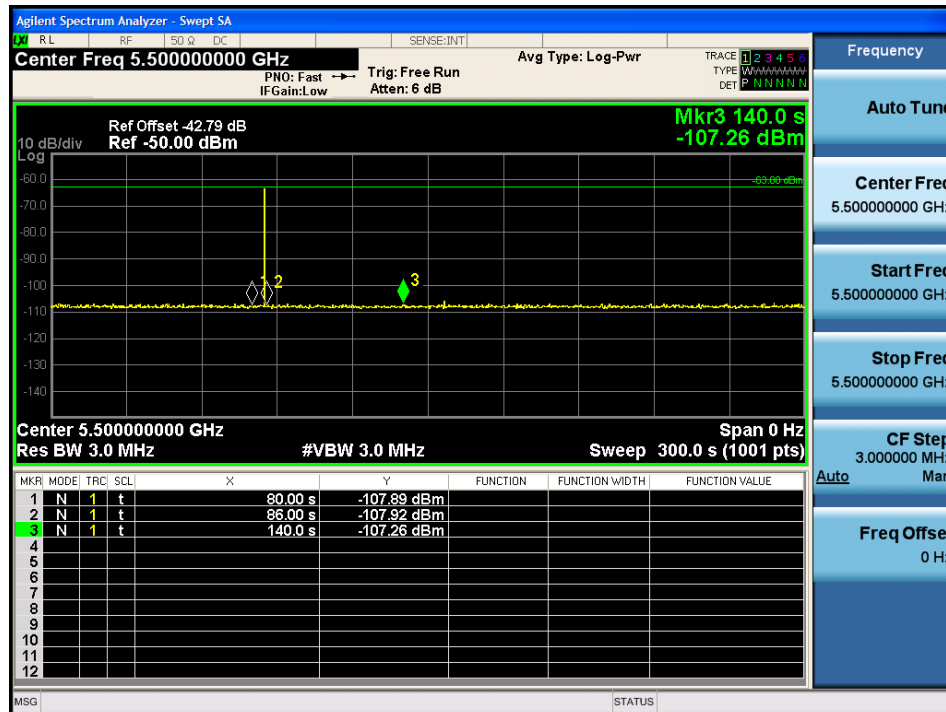 Agilent Spectrum Analyzer - Swept SA
LXI RL RF 50 Ω DC SENSE:INT
Center Freq 5.500000000 GHz
PNO: Fast
IFGain:Low
Trig: Free Run
Atten: 6 dB
Avg Type: Log-Pwr
TRACE 1 2 3 4 5 6
TYPE W
DET P N N N N N
Mkr3 140.0 s
-107.26 dBm
Ref Offset -42.79 dB
Ref -50.00 dBm
10 dB/div
Log
-60.0
-63.00 dBm
-70.0
-80.0
-90.0
-100
-110
-120
-130
-140
1 2 3
Center 5.500000000 GHz Span 0 Hz
Res BW 3.0 MHz #VBW 3.0 MHz Sweep 300.0 s (1001 pts)
MKR MODE TRC SCL X Y FUNCTION FUNCTION WIDTH FUNCTION VALUE
1 N 1 t 80.00 s -107.89 dBm
2 N 1 t 86.00 s -107.92 dBm
3 N 1 t 140.0 s -107.26 dBm
4
5
6
7
8
9
10
11
12
MSG STATUS
Frequency
Auto Tune
Center Freq
5.500000000 GHz
Start Freq
5.500000000 GHz
Stop Freq
5.500000000 GHz
CF Step
3.000000 MHz
Auto Man
Freq Offset
0 Hz